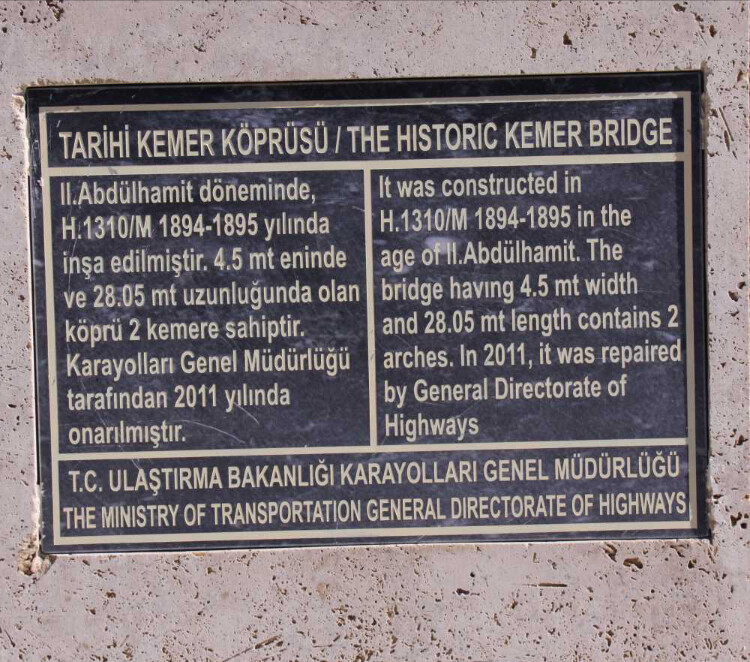 TARİHİ KEMER KÖPRÜSÜ / THE HISTORIC KEMER BRIDGE
II.Abdülhamit döneminde,
H.1310/M 1894-1895 yılında
inşa edilmiştir. 4.5 mt eninde
ve 28.05 mt uzunluğunda olan
köprü 2 kemere sahiptir.
Karayolları Genel Müdürlüğü
tarafından 2011 yılında
onarılmıştır.
It was constructed in
H.1310/M 1894-1895 in the
age of II.Abdülhamit. The
bridge havıng 4.5 mt width
and 28.05 mt length contains 2
arches. In 2011, it was repaired
by General Directorate of
Highways
T.C. ULAŞTIRMA BAKANLIĞI KARAYOLLARI GENEL MÜDÜRLÜĞÜ
THE MINISTRY OF TRANSPORTATION GENERAL DIRECTORATE OF HIGHWAYS